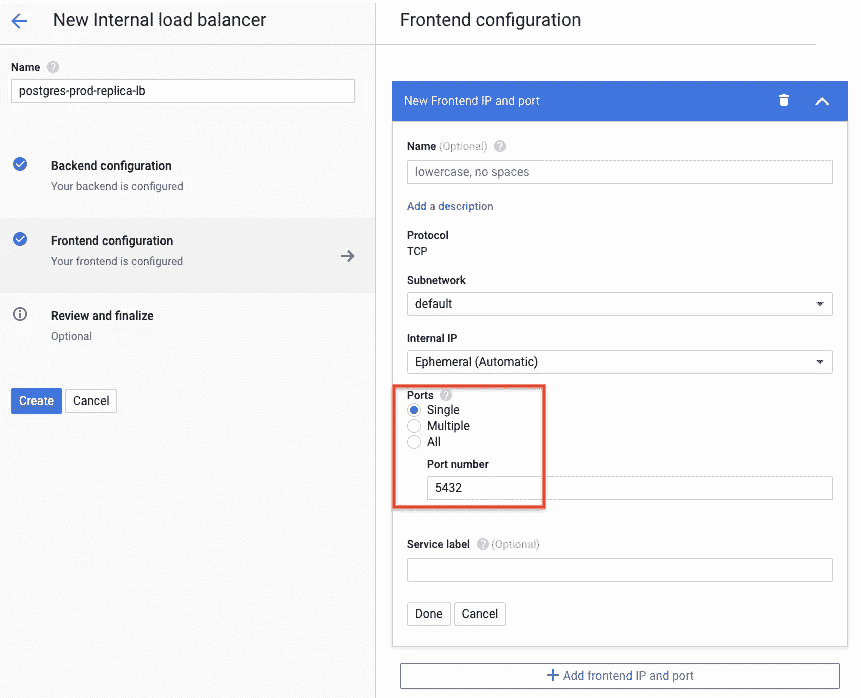 New Internal load balancer
Name
postgres-prod-replica-lb
Backend configuration
Your backend is configured
Frontend configuration
Your frontend is configured
Review and finalize
Optional
Create Cancel
Frontend configuration
New Frontend IP and port
Name (Optional)
lowercase, no spaces
Add a description
Protocol
TCP
Subnetwork
default
Internal IP
Ephemeral (Automatic)
Ports
Single
Multiple
All
Port number
5432
Service label (Optional)
Done Cancel
Add frontend IP and port